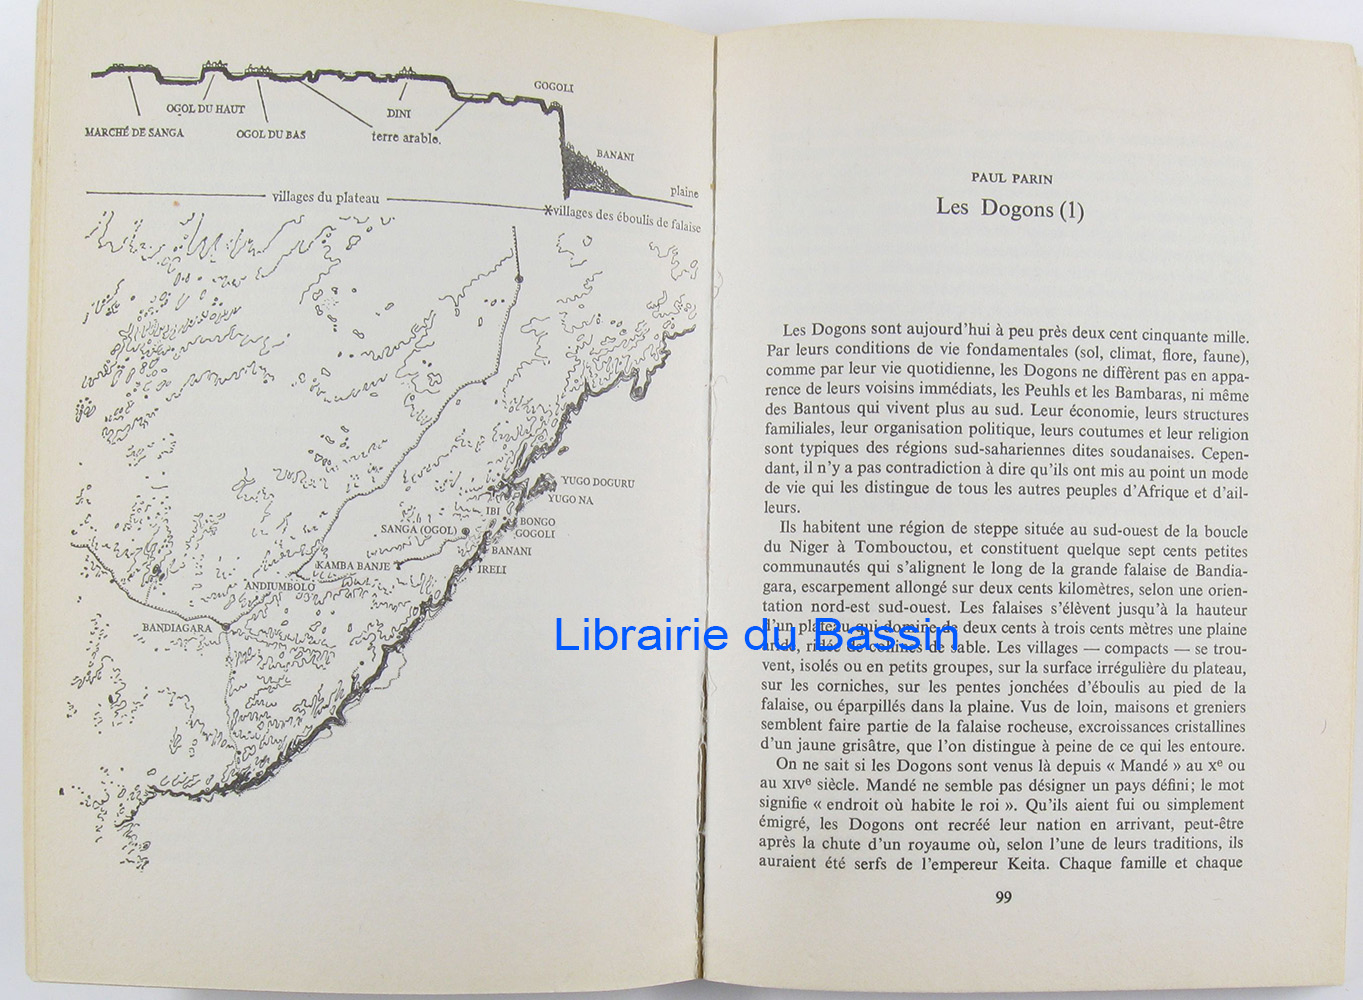 GOGOLI
OGOL DU HAUT
DINI
MARCHÉ DE SANGA
OGOL DU BAS
terre arable.
BANANI
plaine
villages du plateau
villages des éboulis de falaise
YUGO DOGURU
YUGO NA
IBI
BONGO
SANGA (OGOL)
GOGOLI
BANANI
KAMBA BANJE
IRELI
ANDIUMBOLO
BANDIAGARA
PAUL PARIN
Les Dogons (1)
Les Dogons sont aujourd'hui à peu près deux cent cinquante mille.
Par leurs conditions de vie fondamentales (sol, climat, flore, faune),
comme par leur vie quotidienne, les Dogons ne diffèrent pas en appa-
rence de leurs voisins immédiats, les Peuhls et les Bambaras, ni même
des Bantous qui vivent plus au sud. Leur économie, leurs structures
familiales, leur organisation politique, leurs coutumes et leur religion
sont typiques des régions sud-sahariennes dites soudanaises. Cepen-
dant, il n'y a pas contradiction à dire qu'ils ont mis au point un mode
de vie qui les distingue de tous les autres peuples d'Afrique et d'ail-
leurs.
Ils habitent une région de steppe située au sud-ouest de la boucle
du Niger à Tombouctou, et constituent quelque sept cents petites
communautés qui s'alignent le long de la grande falaise de Bandia-
gara, escarpement allongé sur deux cents kilomètres, selon une orien-
tation nord-est sud-ouest. Les falaises s'élèvent jusqu'à la hauteur
d'un plateau qui domine de deux cents à trois cents mètres une plaine
aride, ridée de collines de sable. Les villages — compacts — se trou-
vent, isolés ou en petits groupes, sur la surface irrégulière du plateau,
sur les corniches, sur les pentes jonchées d'éboulis au pied de la
falaise, ou éparpillés dans la plaine. Vus de loin, maisons et greniers
semblent faire partie de la falaise rocheuse, excroissances cristallines
d'un jaune grisâtre, que l'on distingue à peine de ce qui les entoure.
On ne sait si les Dogons sont venus là depuis « Mandé » au Xe ou
au XIVe siècle. Mandé ne semble pas désigner un pays défini ; le mot
signifie « endroit où habite le roi ». Qu'ils aient fui ou simplement
émigré, les Dogons ont recréé leur nation en arrivant, peut-être
après la chute d'un royaume où, selon l'une de leurs traditions, ils
auraient été serfs de l'empereur Keita. Chaque famille et chaque
99
Librairie du Bassin